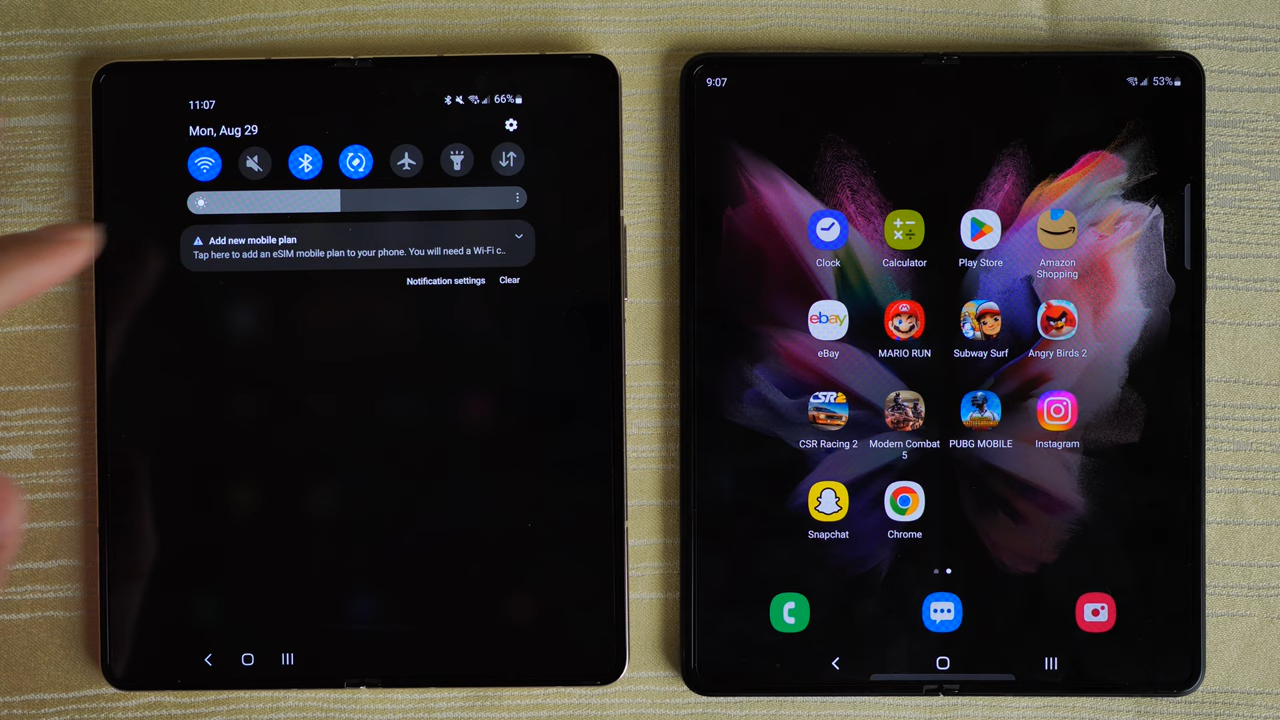 11:07
66%
Mon, Aug 29
Add new mobile plan
Tap here to add an eSIM mobile plan to your phone. You will need a Wi-Fi c..
Notification settings
Clear
9:07
53%
Clock
Calculator
Play Store
Amazon
Shopping
ebay
eBay
MARIO RUN
Subway Surf
Angry Birds 2
CSR2
CSR Racing 2
Modern Combat
5
PUBG MOBILE
Instagram
Snapchat
Chrome